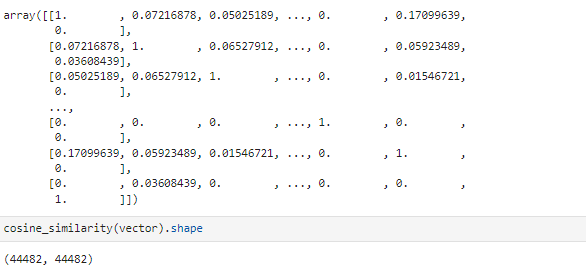 array([[1.        , 0.07216878, 0.05025189, ..., 0.        , 0.17099639,
        0.        ],
       [0.07216878, 1.        , 0.06527912, ..., 0.        , 0.05923489,
        0.03608439],
       [0.05025189, 0.06527912, 1.        , ..., 0.        , 0.01546721,
        0.        ],
       ...,
       [0.        , 0.        , 0.        , ..., 1.        , 0.        ,
        0.        ],
       [0.17099639, 0.05923489, 0.01546721, ..., 0.        , 1.        ,
        0.        ],
       [0.        , 0.03608439, 0.        , ..., 0.        , 0.        ,
        1.        ]])
cosine_similarity(vector).shape
(44482, 44482)